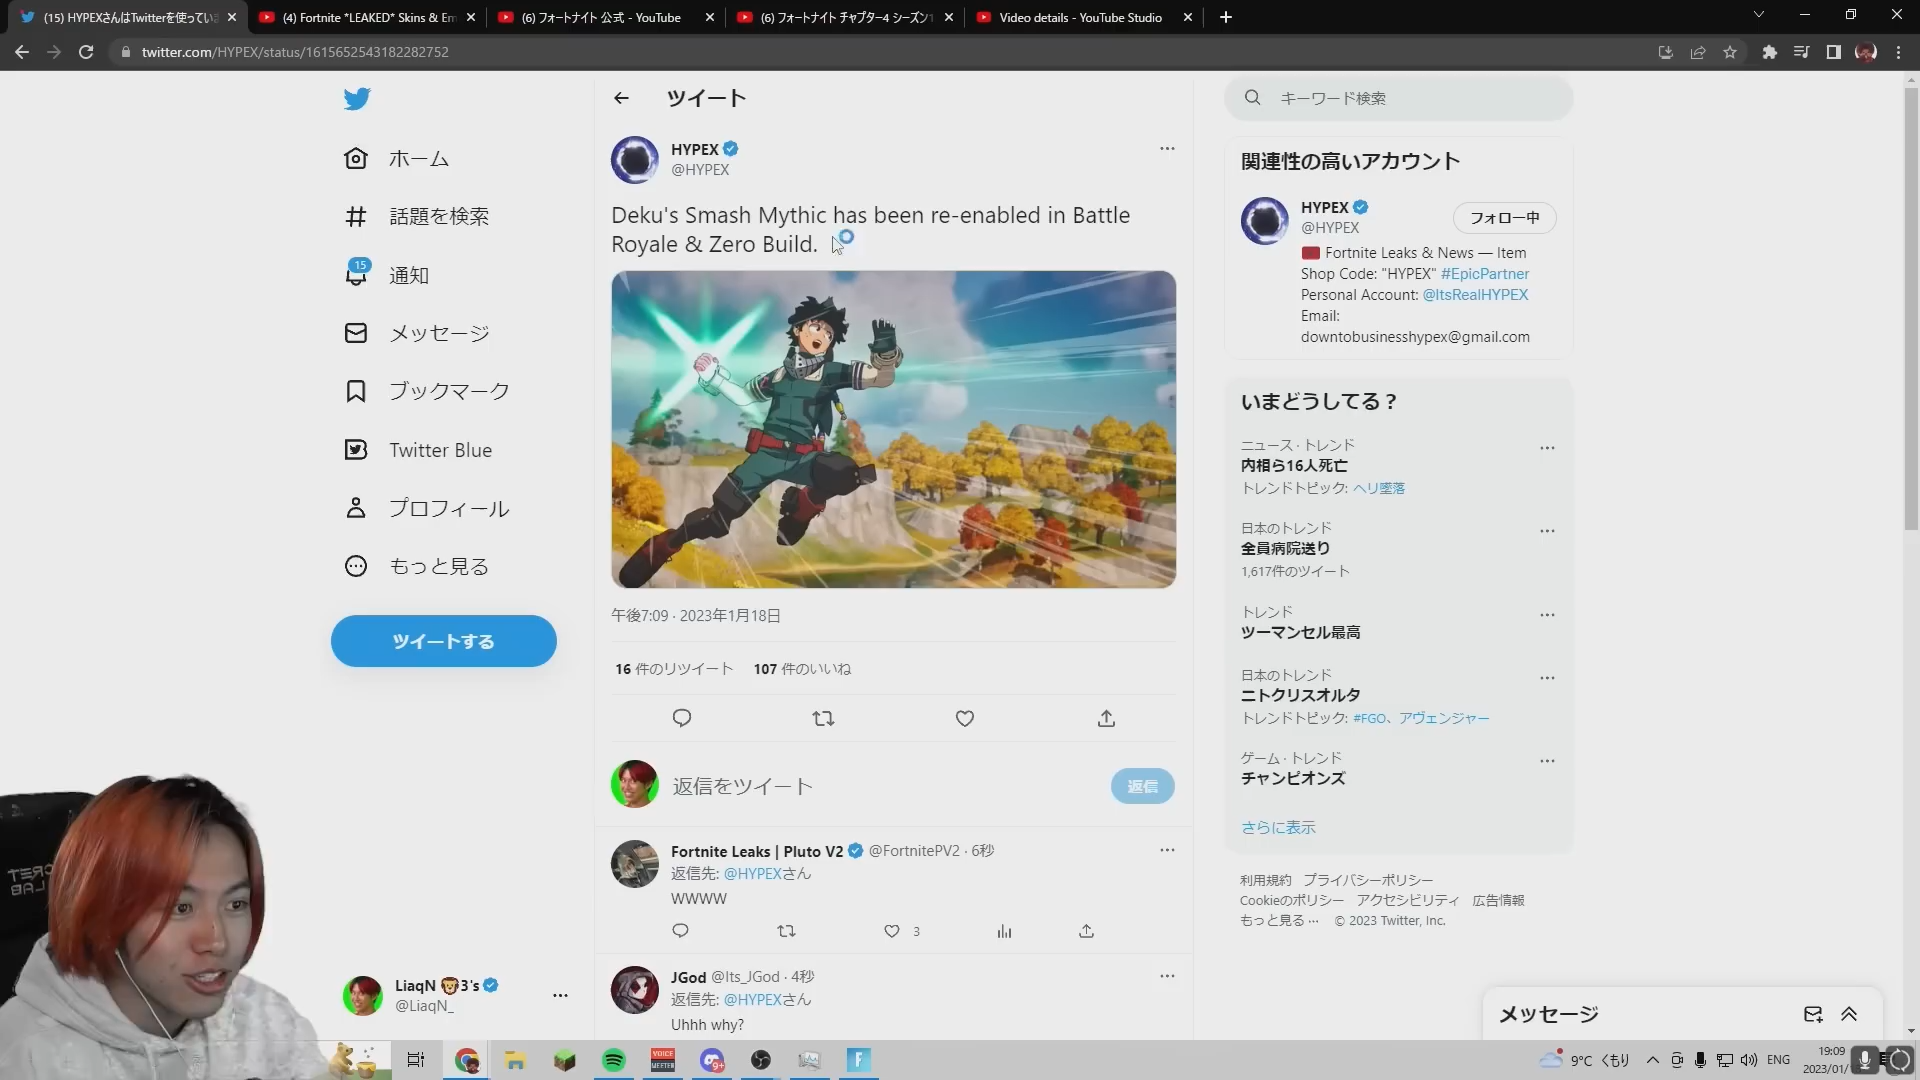 (15) HYPEXさんはTwitterを使ってい
(4) Fortnite *LEAKED* Skins & Em
(6) フォートナイト 公式 - YouTube
(6) フォートナイト チャプター4 シーズン
Video details - YouTube Studio
twitter.com/HYPEX/status/1615652543182282752
ホーム
話題を検索
15
通知
メッセージ
ブックマーク
Twitter Blue
プロフィール
もっと見る
ツイートする
LiaqN 3's
@LiaqN_
ツイート
HYPEX
@HYPEX
Deku's Smash Mythic has been re-enabled in Battle
Royale & Zero Build.
午後7:09 · 2023年1月18日
16 件のリツイート 107 件のいいね
返信をツイート
返信
Fortnite Leaks | Pluto V2 @FortnitePV2 · 6秒
返信先: @HYPEXさん
WWWW
3
JGod @Its_JGod · 4秒
返信先: @HYPEXさん
Uhhh why?
キーワード検索
関連性の高いアカウント
HYPEX
@HYPEX
フォロー中
Fortnite Leaks & News — Item
Shop Code: "HYPEX" #EpicPartner
Personal Account: @ItsRealHYPEX
Email:
downtobusinesshypex@gmail.com
いまどうしてる？
ニュース · トレンド
内相ら16人死亡
トレンドトピック: ヘリ墜落
日本のトレンド
全員病院送り
1,617件のツイート
トレンド
ツーマンセル最高
日本のトレンド
ニトクリスオルタ
トレンドトピック: #FGO、アヴェンジャー
ゲーム · トレンド
チャンピオンズ
さらに表示
利用規約 プライバシーポリシー
Cookieのポリシー アクセシビリティ 広告情報
もっと見る ··· © 2023 Twitter, Inc.
メッセージ
VOICE
MEETER
9+
9°C くもり
ENG
19:09
2023/01/